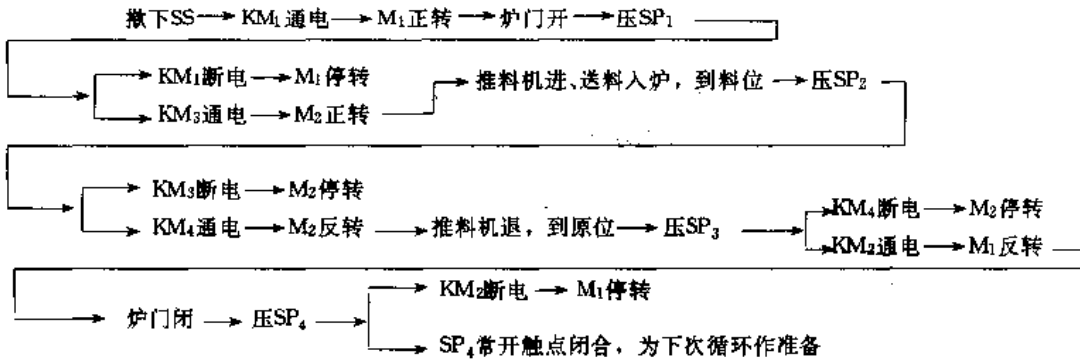 撳下SS→KM₁通电→M₁正转→炉门开→压SP₁
KM₁断电→M₁停转
KM₃通电→M₂正转→推料机进、送料入炉，到料位→压SP₂
KM₃断电→M₂停转
KM₄通电→M₂反转→推料机退，到原位→压SP₃
KM₄断电→M₂停转
KM₂通电→M₁反转
炉门闭→压SP₄
KM₂断电→M₁停转
SP₄常开触点闭合，为下次循环作准备